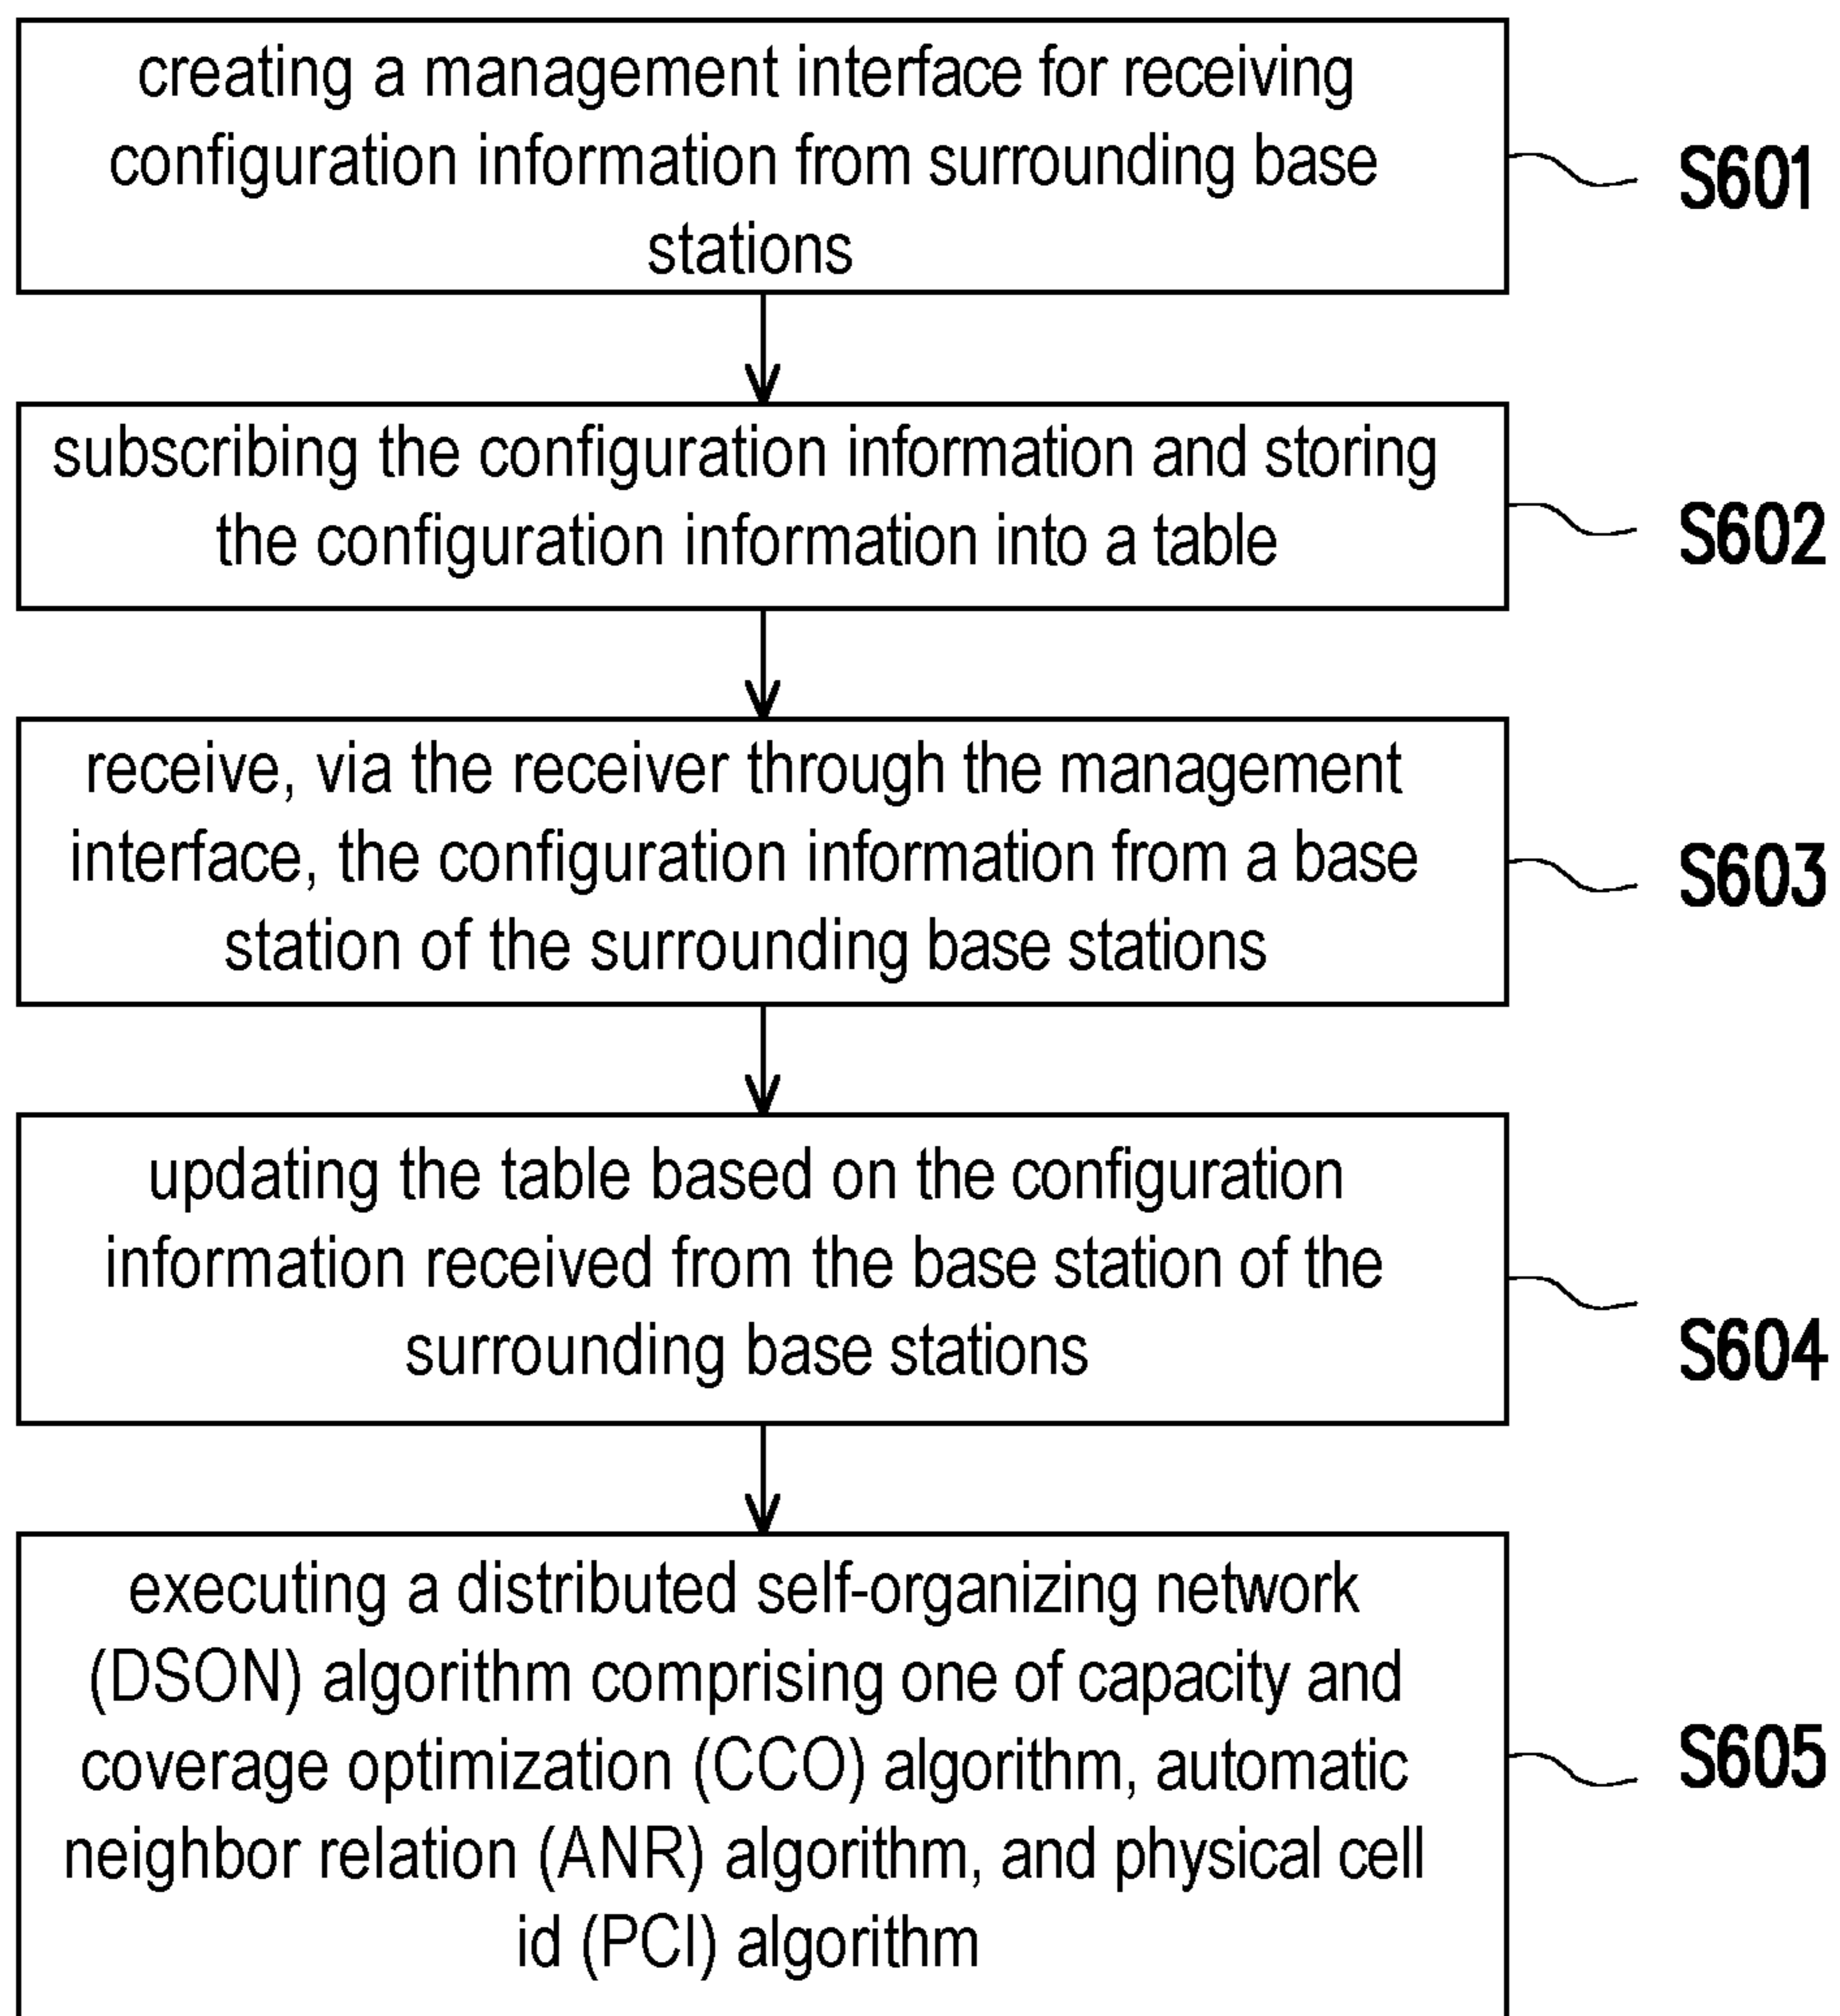 creating a management interface for receiving
configuration information from surrounding base
stations
S601
subscribing the configuration information and storing
the configuration information into a table
S602
receive, via the receiver through the management
interface, the configuration information from a base
station of the surrounding base stations
S603
updating the table based on the configuration
information received from the base station of the
surrounding base stations
S604
executing a distributed self-organizing network
(DSON) algorithm comprising one of capacity and
coverage optimization (CCO) algorithm, automatic
neighbor relation (ANR) algorithm, and physical cell
id (PCI) algorithm
S605